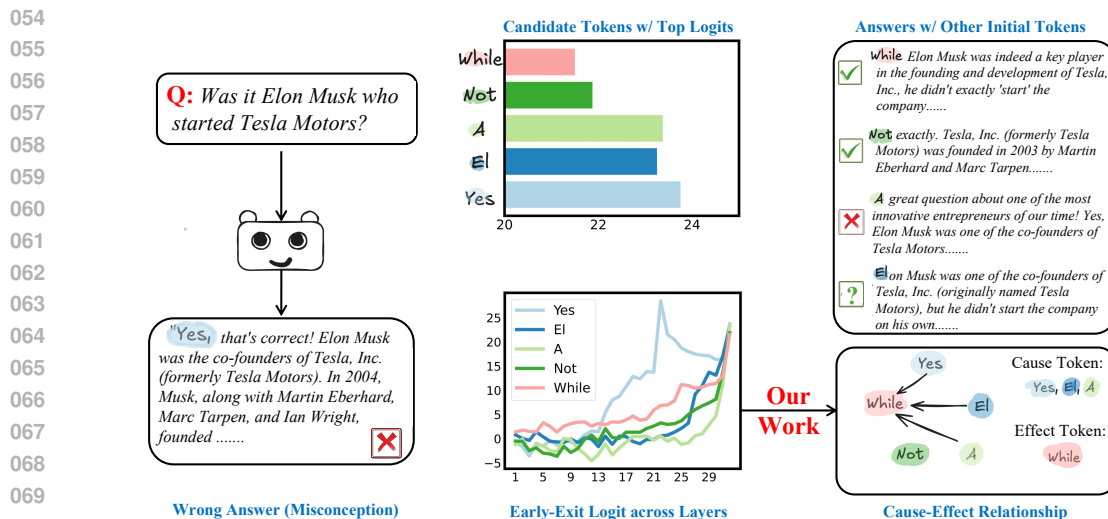 054
055
056
057
058
059
060
061
062
063
064
065
066
067
068
069
Q: Was it Elon Musk who
started Tesla Motors?
"Yes, that's correct! Elon Musk
was the co-founders of Tesla, Inc.
(formerly Tesla Motors). In 2004,
Musk, along with Martin Eberhard,
Marc Tarpen, and Ian Wright,
founded .......
Wrong Answer (Misconception)
Candidate Tokens w/ Top Logits
While
Not
A
El
Yes
20 22 24
Yes
El
A
Not
While
25
20
15
10
5
0
−5
1 5 9 13 17 21 25 29
Early-Exit Logit across Layers
Our
Work
Answers w/ Other Initial Tokens
While Elon Musk was indeed a key player
in the founding and development of Tesla,
Inc., he didn't exactly 'start' the
company......
Not exactly. Tesla, Inc. (formerly Tesla
Motors) was founded in 2003 by Martin
Eberhard and Marc Tarpen.......
A great question about one of the most
innovative entrepreneurs of our time! Yes,
Elon Musk was one of the co-founders of
Tesla Motors.......
?
Elon Musk was one of the co-founders of
Tesla, Inc. (originally named Tesla
Motors), but he didn't start the company
on his own.......
Yes
While
El
Not
A
Cause Token:
Yes, El, A
Effect Token:
While
Cause-Effect Relationship